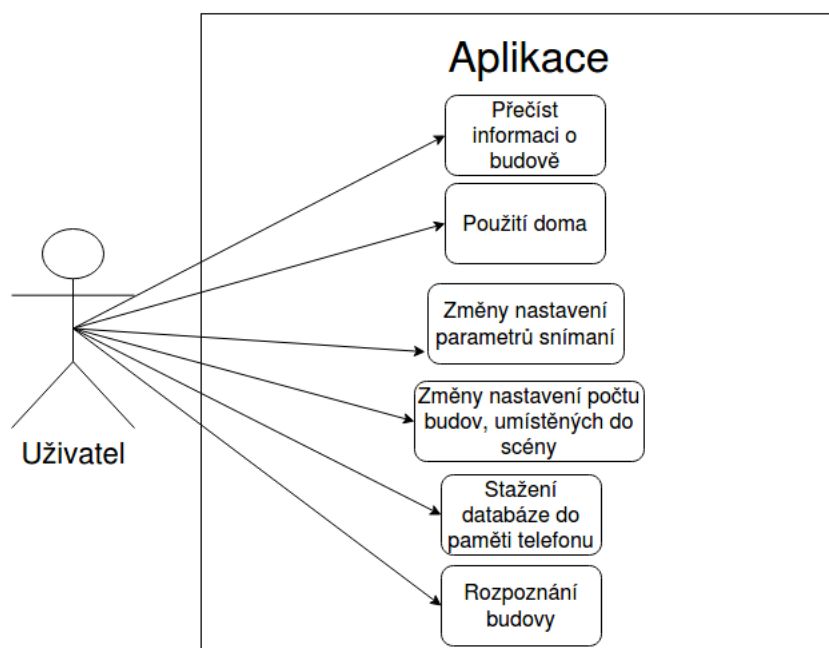 Aplikace
Přečíst
informaci o
budově
Použití doma
Změny nastavení
parametrů snímaní
Změny nastavení počtu
budov, umístěných do
scény
Uživatel
Stažení
databáze do
paměti telefonu
Rozpoznání
budovy